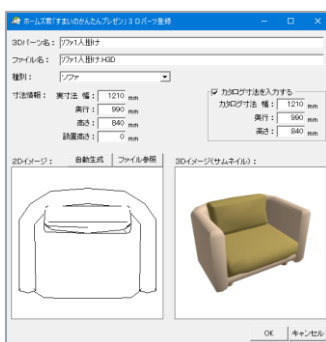 ホームズ君「すまいのかんたんプレゼン」3Dパーツ登録
3Dパーツ名： ソファ1人掛け
ファイル名： ソファ1人掛け.H3D
種別： ソファ
寸法情報： 実寸法 幅： 1210 mm
奥行： 990 mm
高さ： 840 mm
設置高さ： 0 mm
カタログ寸法を入力する
カタログ寸法 幅： 1210 mm
奥行： 990 mm
高さ： 840 mm
2Dイメージ： 自動生成 ファイル参照
3Dイメージ(サムネイル)：
OK キャンセル